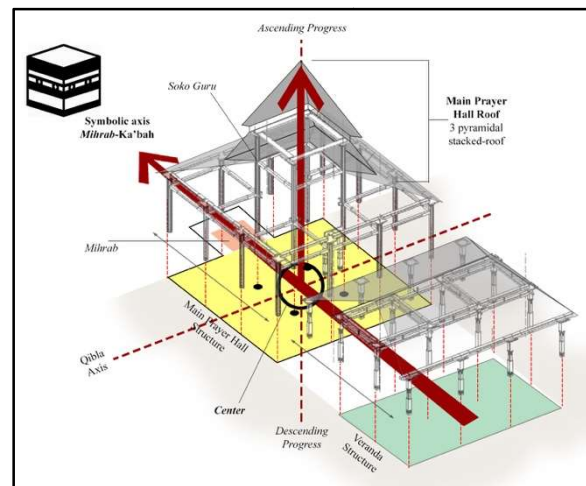 Ascending Progress
Soko Guru
Main Prayer
Hall Roof
3 pyramidal
stacked-roof
Symbolic axis
Mihrab-Ka'bah
Mihrab
Main Prayer Hall
Structure
Qibla
Axis
Center
Descending
Progress
Veranda
Structure